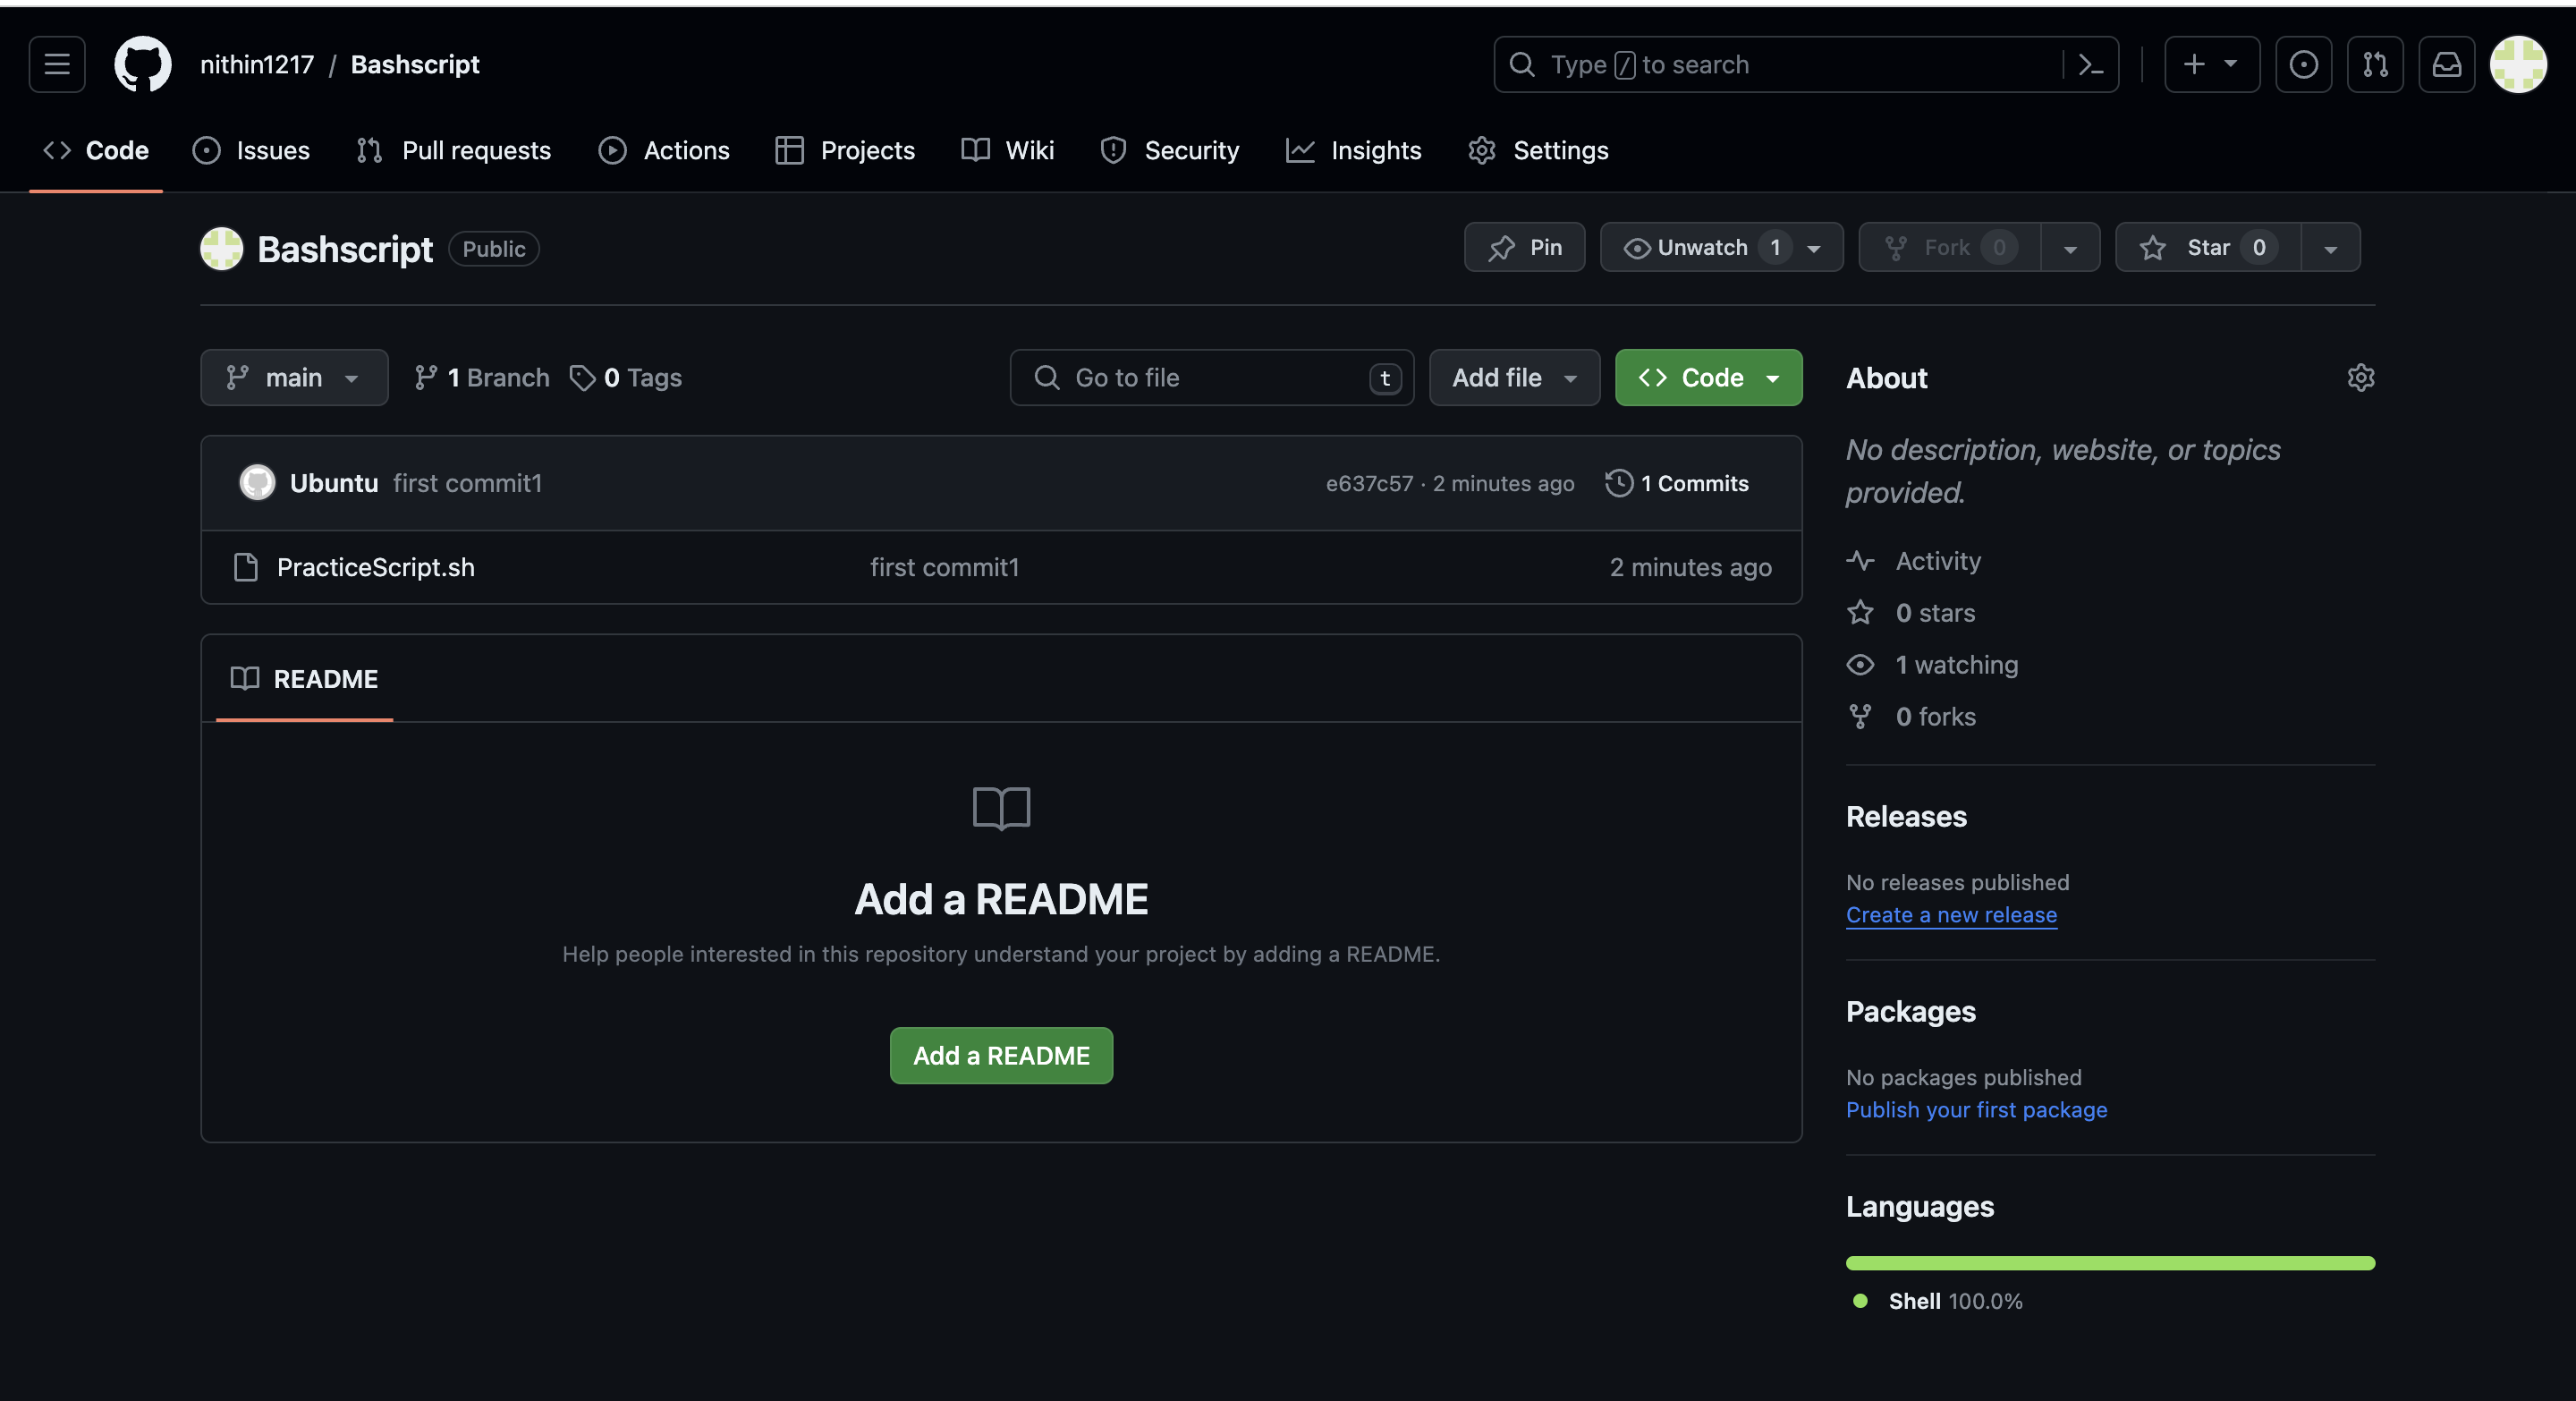 nithin1217 / Bashscript
Type / to search
Code Issues Pull requests Actions Projects Wiki Security Insights Settings
Bashscript Public
Pin Unwatch 1 Fork 0 Star 0
main 1 Branch 0 Tags
Go to file t Add file Code
Ubuntu first commit1 e637c57 · 2 minutes ago 1 Commits
PracticeScript.sh first commit1 2 minutes ago
README
Add a README
Help people interested in this repository understand your project by adding a README.
Add a README
About
No description, website, or topics
provided.
Activity
0 stars
1 watching
0 forks
Releases
No releases published
Create a new release
Packages
No packages published
Publish your first package
Languages
Shell 100.0%